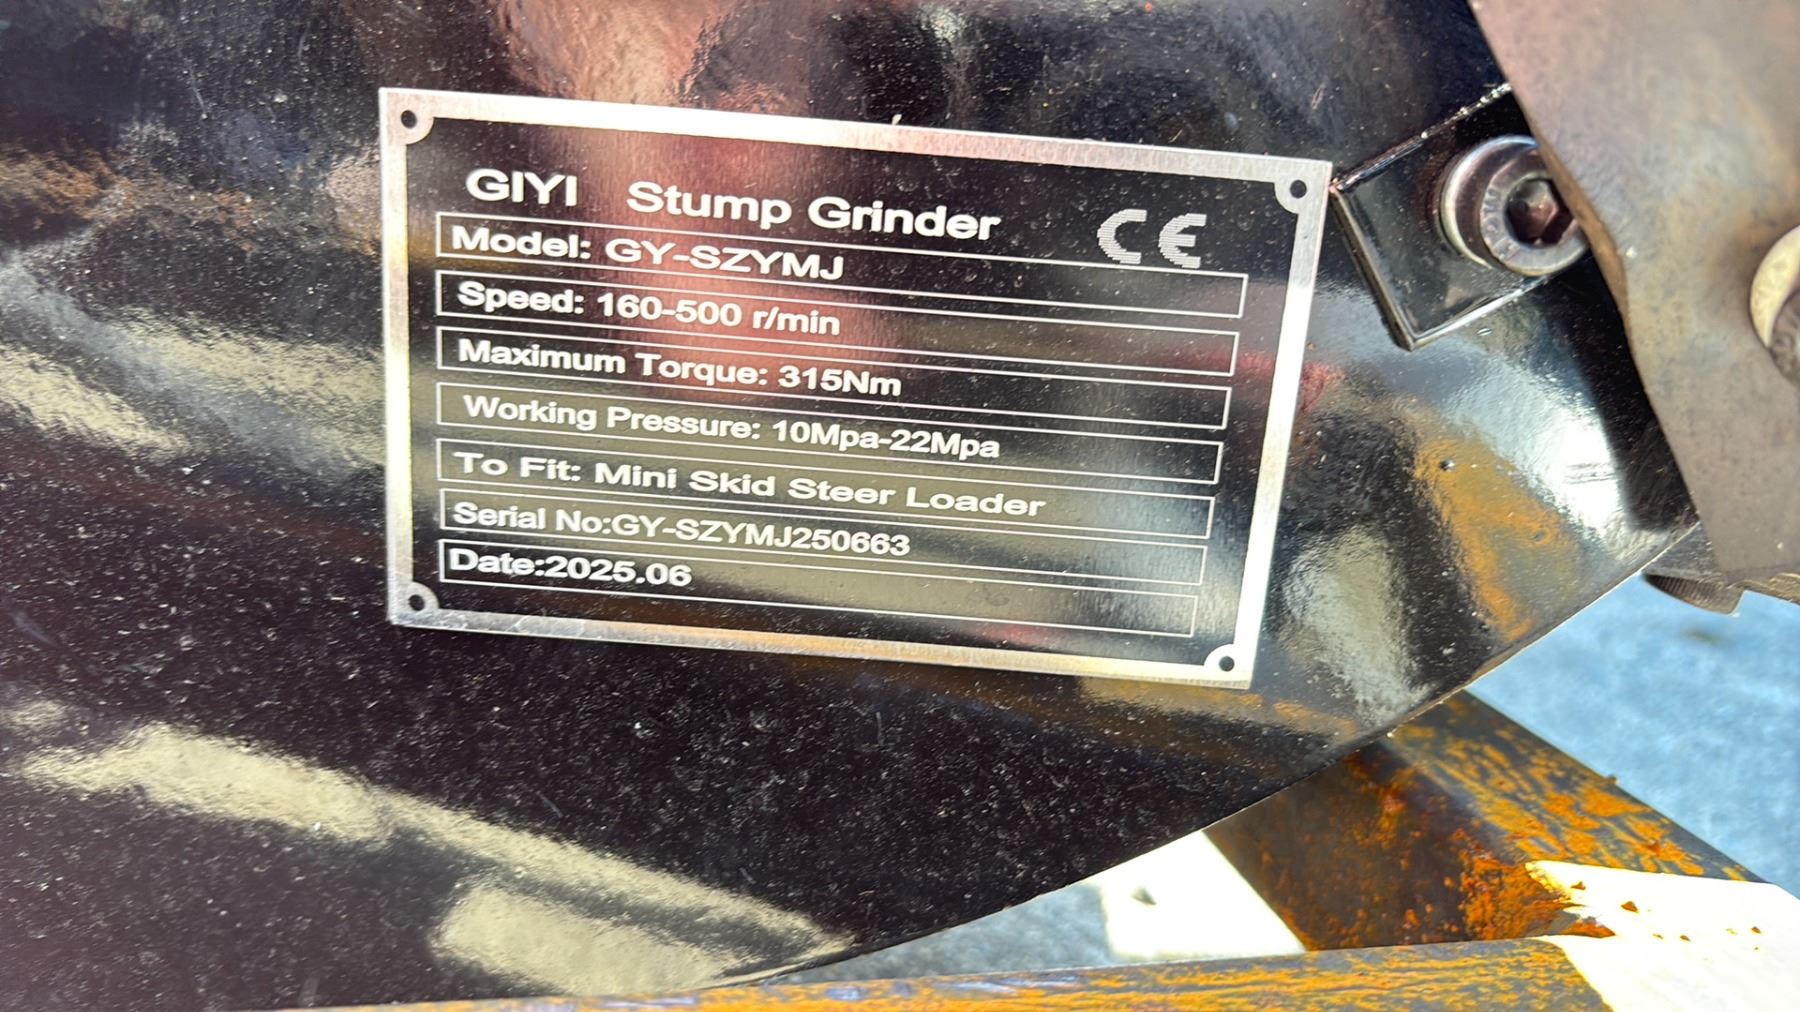 GIYI Stump Grinder CE
Model: GY-SZYMJ
Speed: 160-500 r/min
Maximum Torque: 315Nm
Working Pressure: 10Mpa-22Mpa
To Fit: Mini Skid Steer Loader
Serial No:GY-SZYMJ250663
Date:2025.06